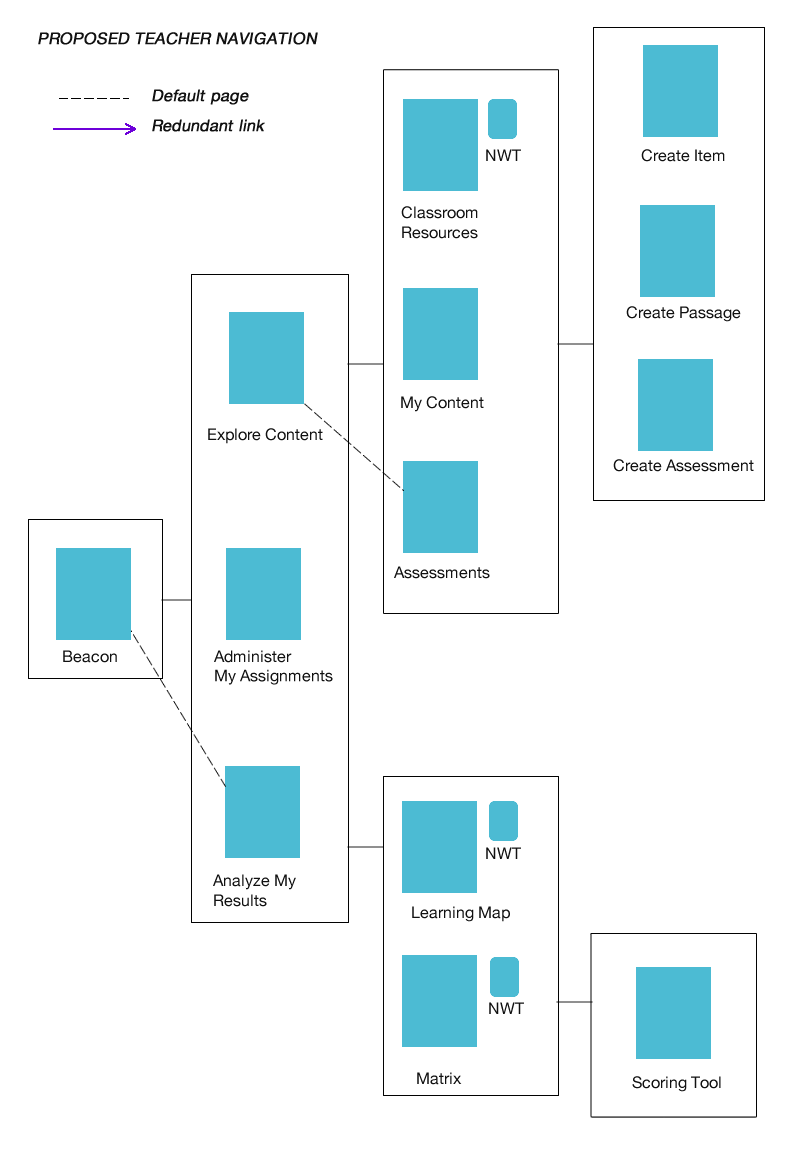 PROPOSED TEACHER NAVIGATION
Default page
Redundant link
NWT
Classroom
Resources
My Content
Assessments
Create Item
Create Passage
Create Assessment
Explore Content
Beacon
Administer
My Assignments
Analyze My
Results
NWT
Learning Map
NWT
Matrix
Scoring Tool